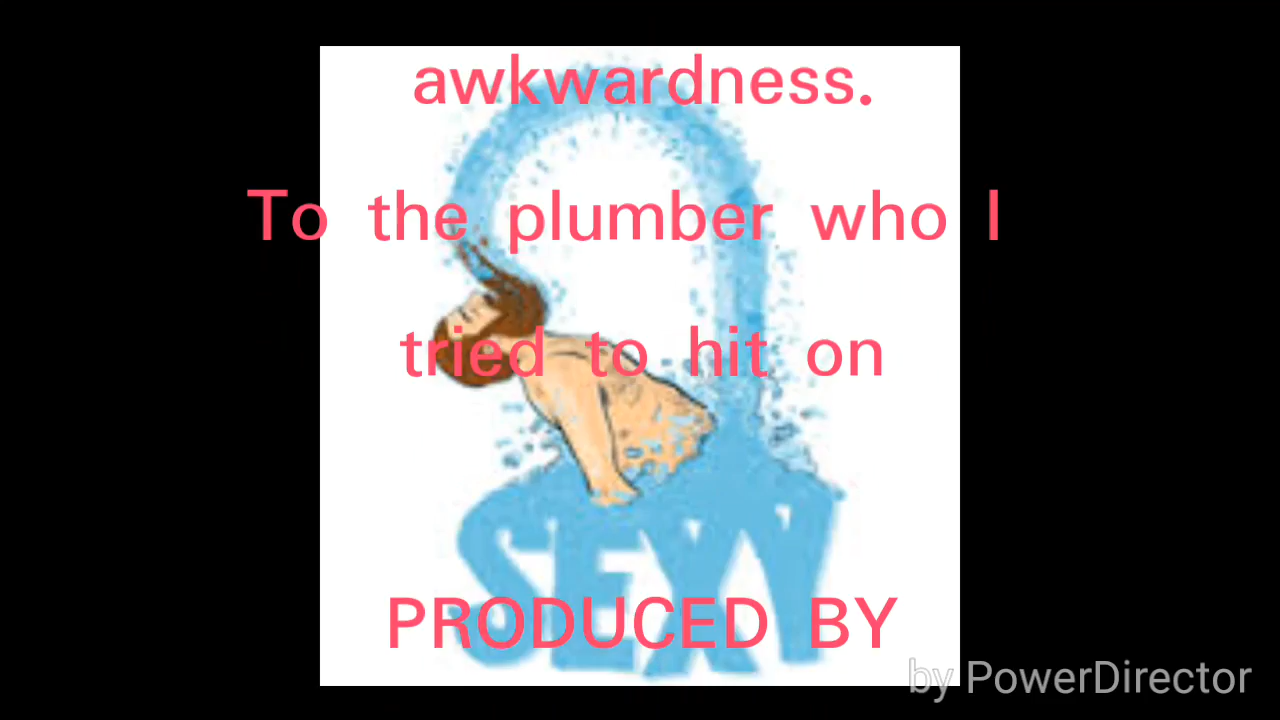 awkwardness.
To the plumber who I
tried to hit on
SEXY
PRODUCED BY
by PowerDirector